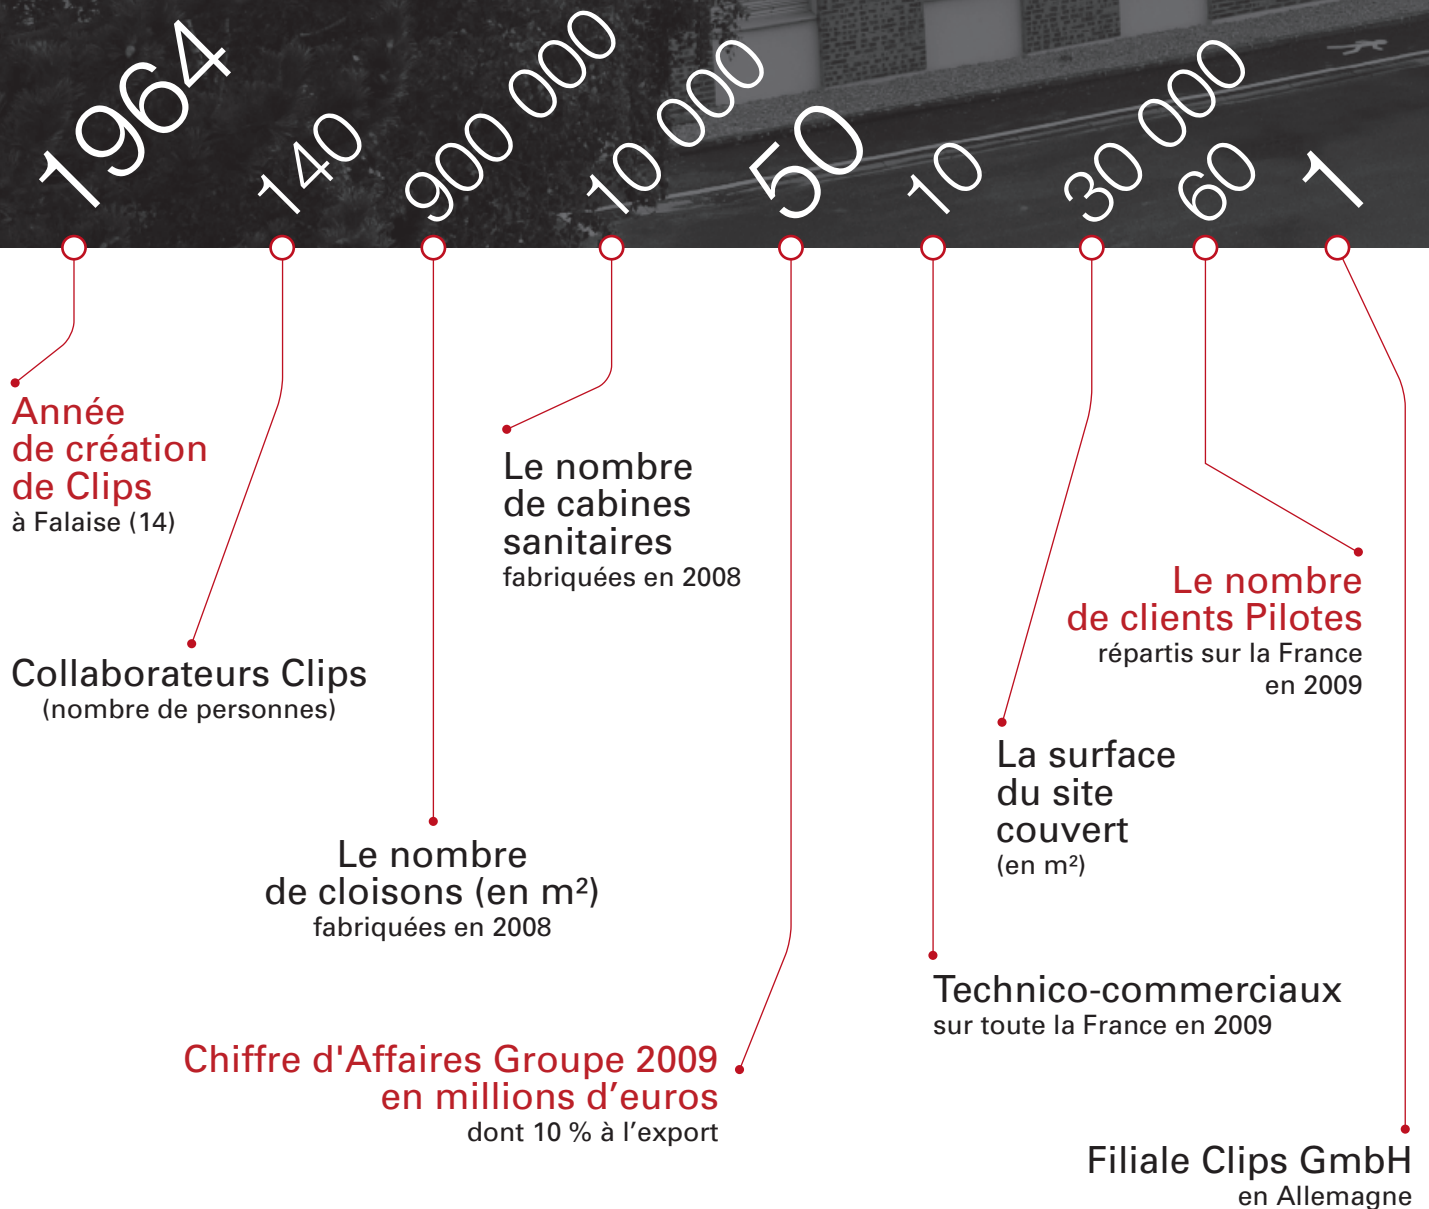 1964
140
900 000
10 000
50
10
30 000
60
1
Année
de création
de Clips
à Falaise (14)
Collaborateurs Clips
(nombre de personnes)
Le nombre
de cloisons (en m²)
fabriquées en 2008
Le nombre
de cabines
sanitaires
fabriquées en 2008
Chiffre d'Affaires Groupe 2009
en millions d’euros
dont 10 % à l’export
Technico-commerciaux
sur toute la France en 2009
La surface
du site
couvert
(en m²)
Le nombre
de clients Pilotes
répartis sur la France
en 2009
Filiale Clips GmbH
en Allemagne